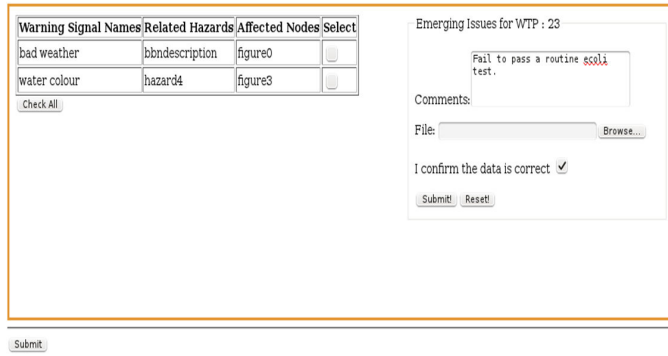 Warning Signal Names Related Hazards Affected Nodes Select
bad weather bbndescription figure0
water colour hazard4 figure3
Check All
Emerging Issues for WTP : 23
Fail to pass a routine ecoli
test.
Comments:
File: Browse...
I confirm the data is correct
Submit! Reset!
Submit